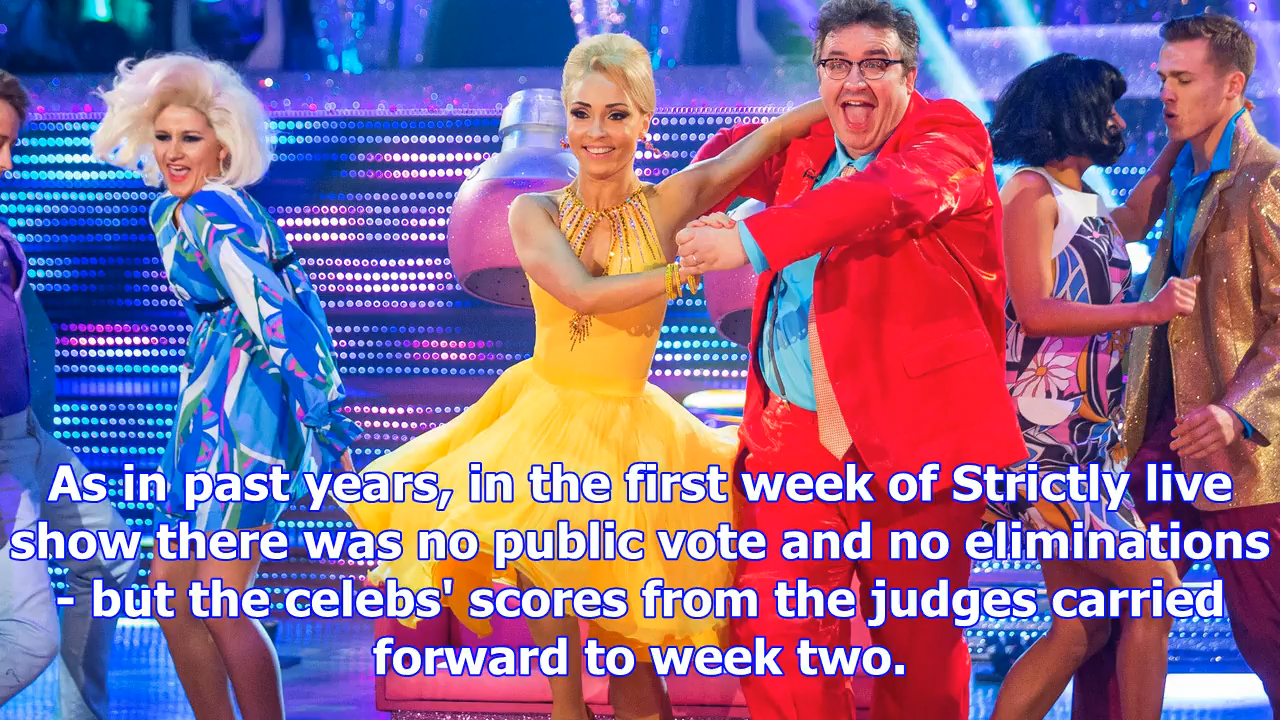 As in past years, in the first week of Strictly live
show there was no public vote and no eliminations
- but the celebs' scores from the judges carried
forward to week two.